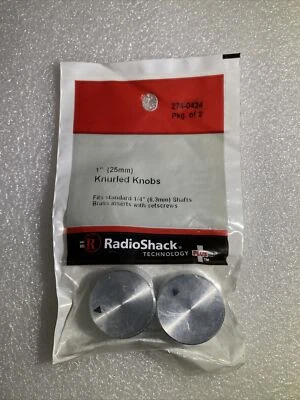 274-0424
Pkg. of 2
1" (25mm)
Knurled Knobs
Fits standard 1/4" (6.3mm) Shafts
Brass inserts with setscrews
R RadioShack®
TECHNOLOGY PLUS™